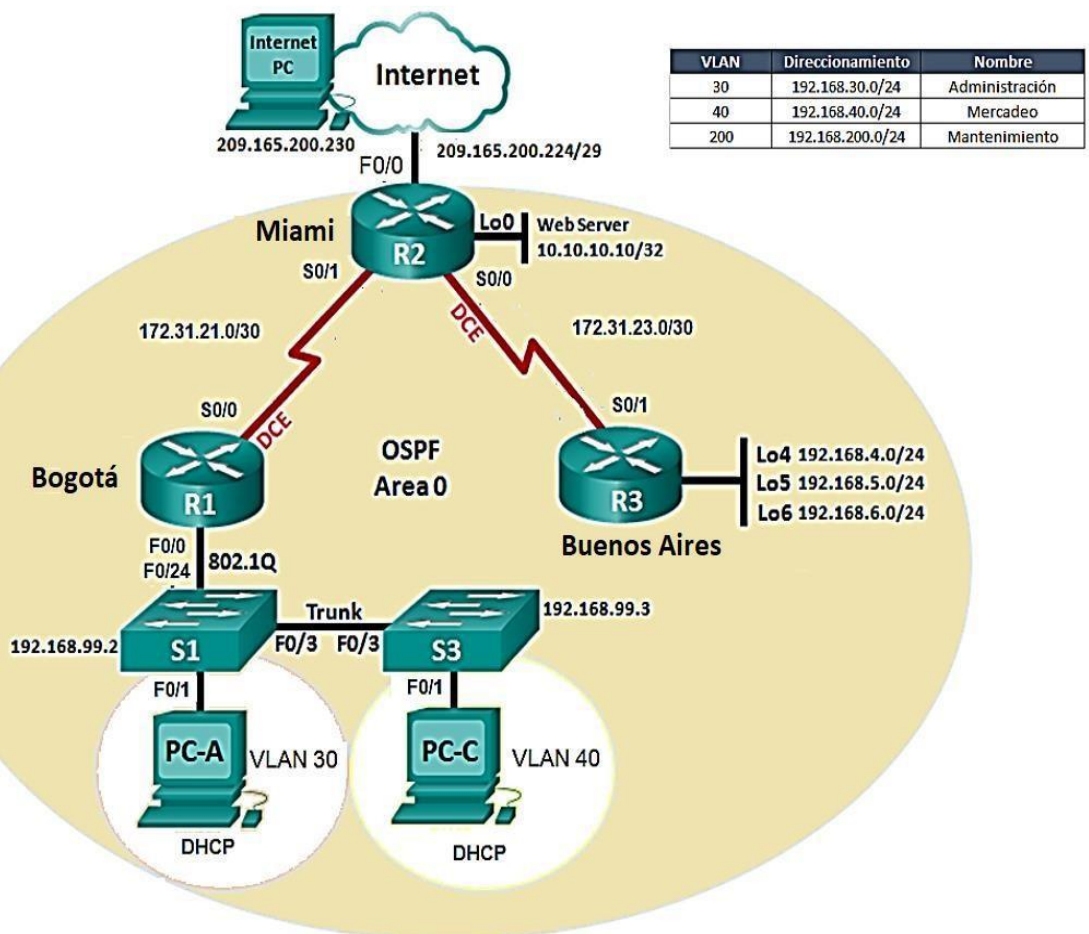 Internet
PC
Internet
209.165.200.230
209.165.200.224/29
F0/0
VLAN Direccionamiento Nombre
30 192.168.30.0/24 Administración
40 192.168.40.0/24 Mercadeo
200 192.168.200.0/24 Mantenimiento
Miami
R2
Lo0
Web Server
10.10.10.10/32
S0/1
S0/0
DCE
172.31.21.0/30
172.31.23.0/30
S0/0
DCE
S0/1
OSPF
Area 0
Bogotá
R1
R3
Buenos Aires
Lo4 192.168.4.0/24
Lo5 192.168.5.0/24
Lo6 192.168.6.0/24
F0/0
F0/24
802.1Q
Trunk
192.168.99.2
S1
F0/3
F0/3
S3
192.168.99.3
F0/1
F0/1
PC-A
VLAN 30
DHCP
PC-C
VLAN 40
DHCP